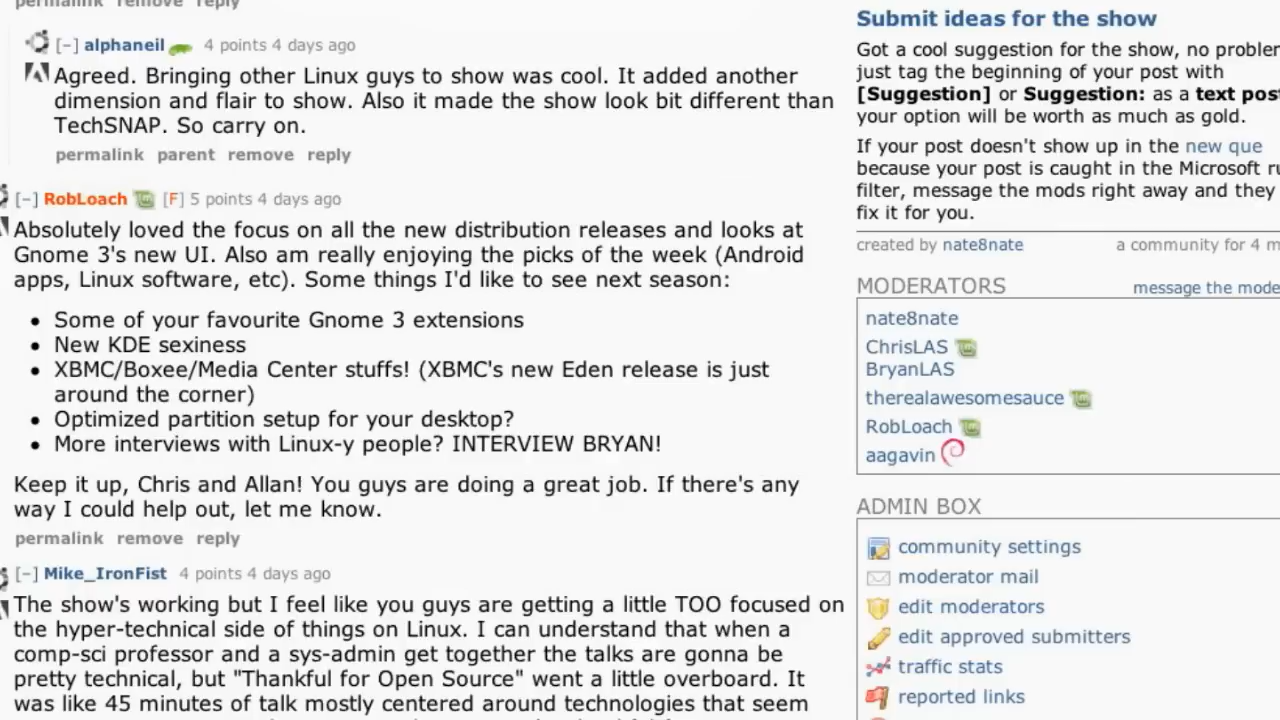 permalink remove reply
[−] alphaneil 4 points 4 days ago
Agreed. Bringing other Linux guys to show was cool. It added another
dimension and flair to show. Also it made the show look bit different than
TechSNAP. So carry on.
permalink parent remove reply
[−] RobLoach [F] 5 points 4 days ago
Absolutely loved the focus on all the new distribution releases and looks at
Gnome 3's new UI. Also am really enjoying the picks of the week (Android
apps, Linux software, etc). Some things I'd like to see next season:
• Some of your favourite Gnome 3 extensions
• New KDE sexiness
• XBMC/Boxee/Media Center stuffs! (XBMC's new Eden release is just
around the corner)
• Optimized partition setup for your desktop?
• More interviews with Linux-y people? INTERVIEW BRYAN!
Keep it up, Chris and Allan! You guys are doing a great job. If there's any
way I could help out, let me know.
permalink remove reply
[−] Mike_IronFist 4 points 4 days ago
The show's working but I feel like you guys are getting a little TOO focused on
the hyper-technical side of things on Linux. I can understand that when a
comp-sci professor and a sys-admin get together the talks are gonna be
pretty technical, but "Thankful for Open Source" went a little overboard. It
was like 45 minutes of talk mostly centered around technologies that seem
Submit ideas for the show
Got a cool suggestion for the show, no proble
just tag the beginning of your post with
[Suggestion] or Suggestion: as a text pos
your option will be worth as much as gold.
If your post doesn't show up in the new que
because your post is caught in the Microsoft ru
filter, message the mods right away and they
fix it for you.
created by nate8nate a community for 4 m
MODERATORS message the mode
nate8nate
ChrisLAS
BryanLAS
therealawesomesauce
RobLoach
aagavin
ADMIN BOX
community settings
moderator mail
edit moderators
edit approved submitters
traffic stats
reported links